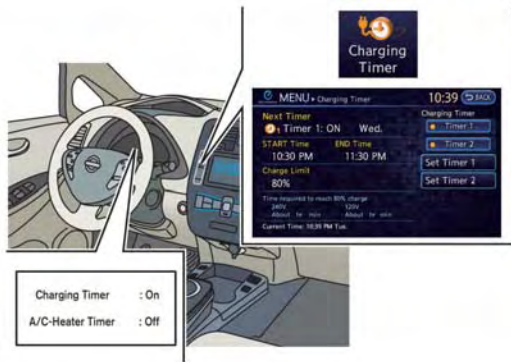 Charging
Timer
MENU▸Charging Timer 10:39 BACK
Next Timer
Timer 1: ON Wed.
START Time END Time
10:30 PM 11:30 PM
Charge Limit
80%
Time required to reach 80% charge
240V 120V
About hr min About hr min
Current Time: 10:39 PM Tue.
Charging Timer
Timer 1
Timer 2
Set Timer 1
Set Timer 2
Charging Timer : On
A/C-Heater Timer : Off